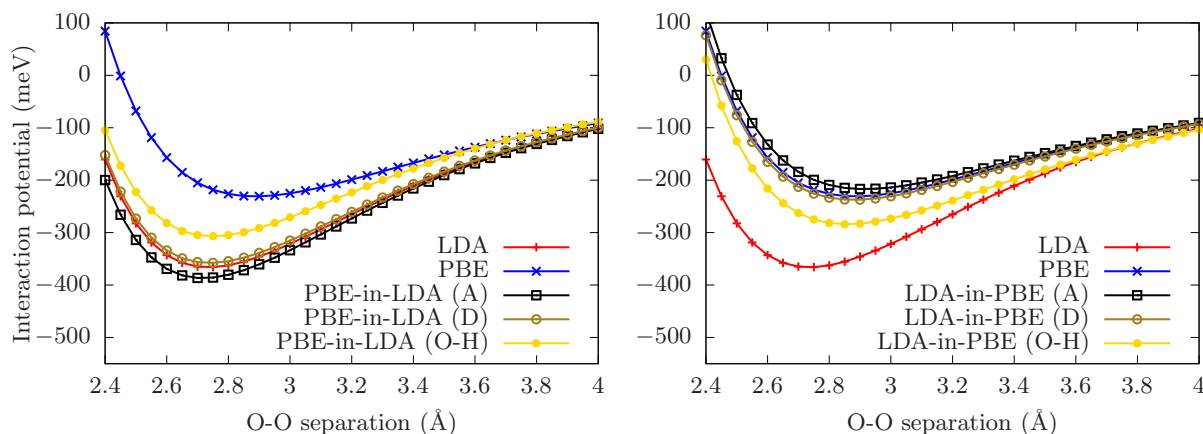 Interaction potential (meV)
100
0
−100
−200
−300
−400
−500
2.4 2.6 2.8 3 3.2 3.4 3.6 3.8 4
O-O separation (Å)
LDA
PBE
PBE-in-LDA (A)
PBE-in-LDA (D)
PBE-in-LDA (O-H)
100
0
−100
−200
−300
−400
−500
2.4 2.6 2.8 3 3.2 3.4 3.6 3.8 4
O-O separation (Å)
LDA
PBE
LDA-in-PBE (A)
LDA-in-PBE (D)
LDA-in-PBE (O-H)